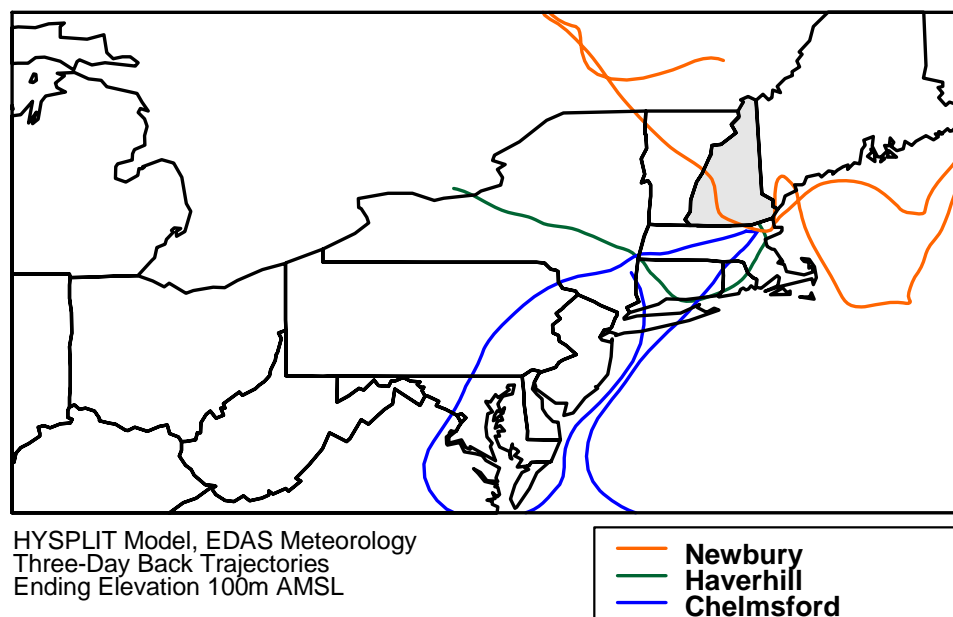 HYSPLIT Model, EDAS Meteorology
Three-Day Back Trajectories
Ending Elevation 100m AMSL
Newbury
Haverhill
Chelmsford